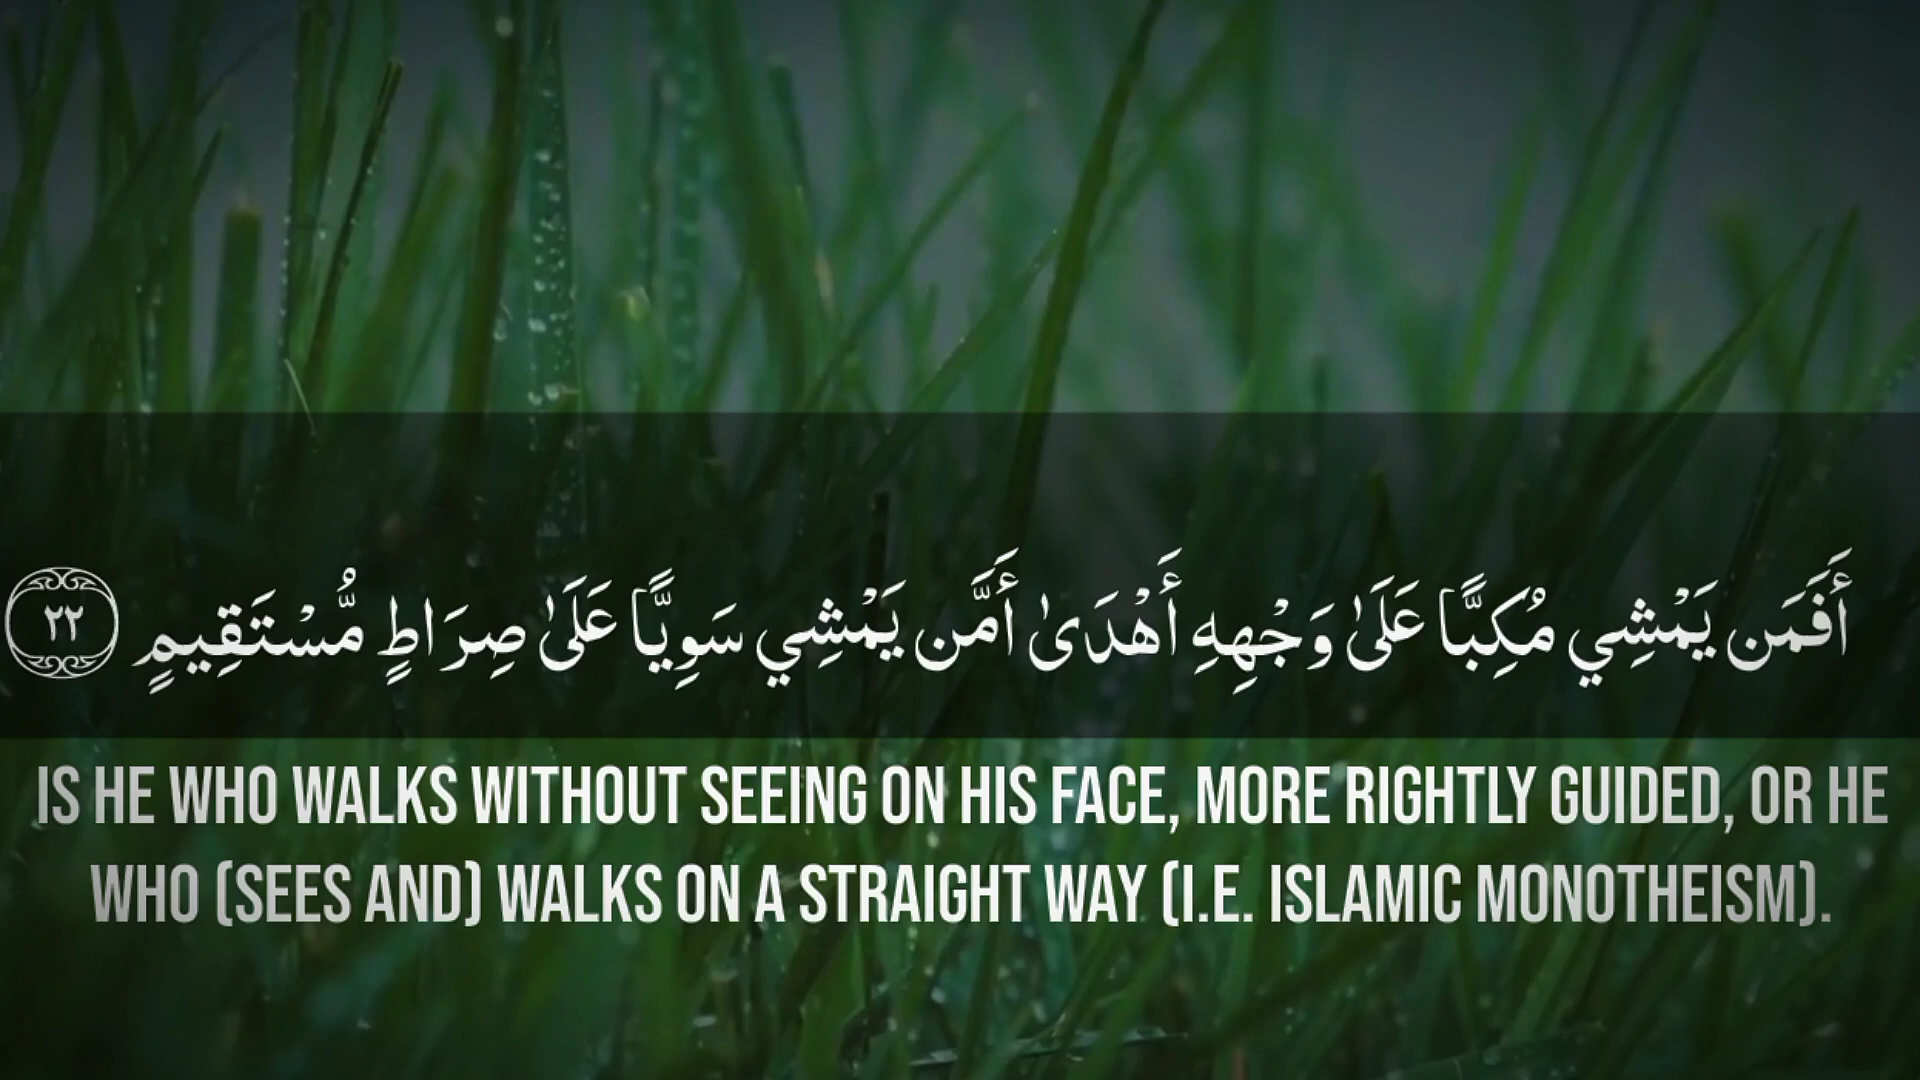 أَفَمَن يَمْشِي مُكِبًّا عَلَىٰ وَجْهِهِ أَهْدَىٰ أَمَّن يَمْشِي سَوِيًّا عَلَىٰ صِرَاطٍ مُّسْتَقِيمٍ ٢٢
IS HE WHO WALKS WITHOUT SEEING ON HIS FACE, MORE RIGHTLY GUIDED, OR HE
WHO (SEES AND) WALKS ON A STRAIGHT WAY (I.E. ISLAMIC MONOTHEISM).